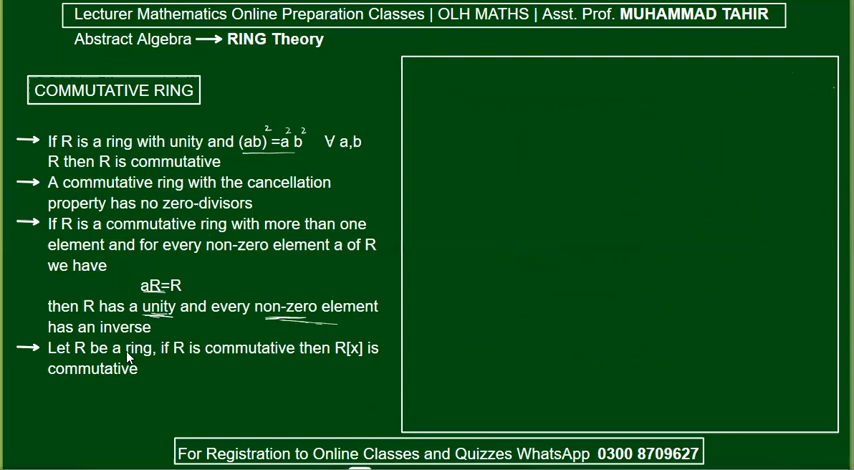 Lecturer Mathematics Online Preparation Classes | OLH MATHS | Asst. Prof. MUHAMMAD TAHIR
Abstract Algebra → RING Theory
COMMUTATIVE RING
→ If R is a ring with unity and (ab)² =a² b² ∀ a,b
R then R is commutative
→ A commutative ring with the cancellation
property has no zero-divisors
→ If R is a commutative ring with more than one
element and for every non-zero element a of R
we have
aR=R
then R has a unity and every non-zero element
has an inverse
→ Let R be a ring, if R is commutative then R[x] is
commutative
For Registration to Online Classes and Quizzes WhatsApp 0300 8709627